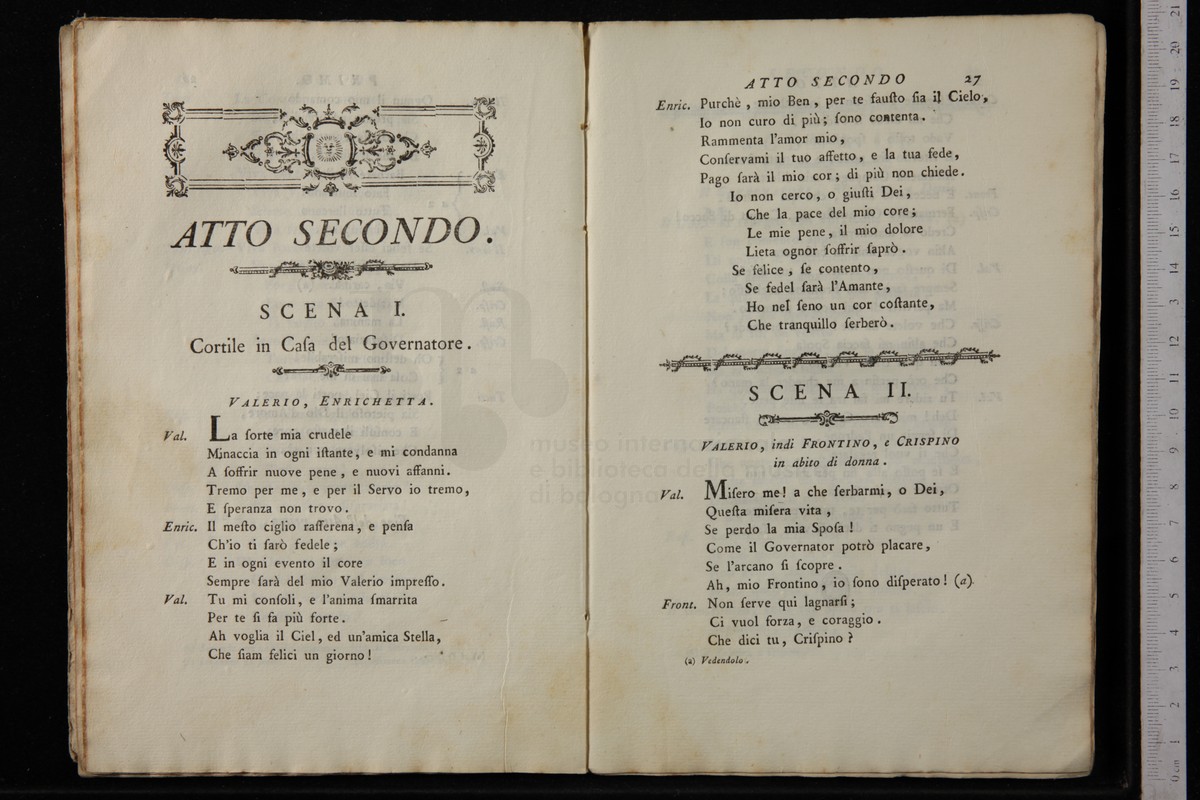 ATTO SECONDO.
SCENA I.
Cortile in Caſa del Governatore.
VALERIO, ENRICHETTA.
Val. La ſorte mia crudele
Minaccia in ogni iſtante, e mi condanna
A ſoffrir nuove pene, e nuovi affanni.
Tremo per me, e per il Servo io tremo,
E ſperanza non trovo.
Enric. Il meſto ciglio rafferena, e penſa
Ch'io ti ſarò fedele;
E in ogni evento il core
Sempre ſarà del mio Valerio impreſſo.
Val. Tu mi conſoli, e l'anima ſmarrita
Per te ſi fa più forte.
Ah voglia il Ciel, ed un'amica Stella,
Che ſiam felici un giorno!
ATTO SECONDO 27
Enric. Purchè, mio Ben, per te fauſto ſia il Cielo,
Io non curo di più; ſono contenta.
Rammenta l'amor mio,
Conſervami il tuo affetto, e la tua fede,
Pago ſarà il mio cor; di più non chiede.
Io non cerco, o giuſti Dei,
Che la pace del mio core;
Le mie pene, il mio dolore
Lieta ognor ſoffrir ſaprò.
Se felice, ſe contento,
Se fedel ſarà l'Amante,
Ho nel ſeno un cor coſtante,
Che tranquillo ſerberò.
SCENA II.
VALERIO, indi FRONTINO, e CRISPINO
in abito di donna.
Val. Miſero me! a che ſerbarmi, o Dei,
Queſta miſera vita,
Se perdo la mia Spoſa!
Come il Governator potrò placare,
Se l'arcano ſi ſcopre.
Ah, mio Frontino, io ſono diſperato! (a)
Front. Non ſerve qui lagnarſi;
Ci vuol forza, e coraggio.
Che dici tu, Criſpino?
(a) Vedendolo.
museo internazionale
e biblioteca della musica
di bologna